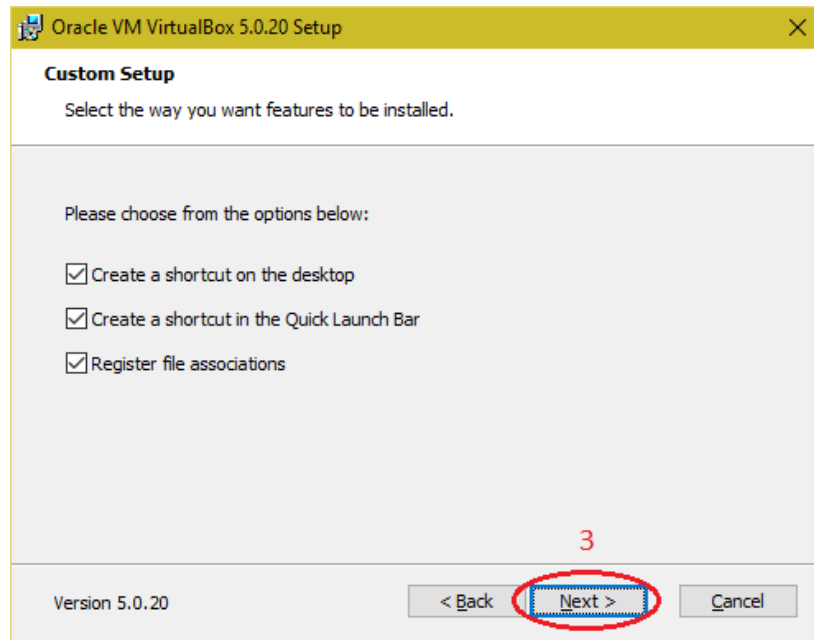 Oracle VM VirtualBox 5.0.20 Setup
Custom Setup
Select the way you want features to be installed.
Please choose from the options below:
Create a shortcut on the desktop
Create a shortcut in the Quick Launch Bar
Register file associations
3
Version 5.0.20
< Back
Next >
Cancel